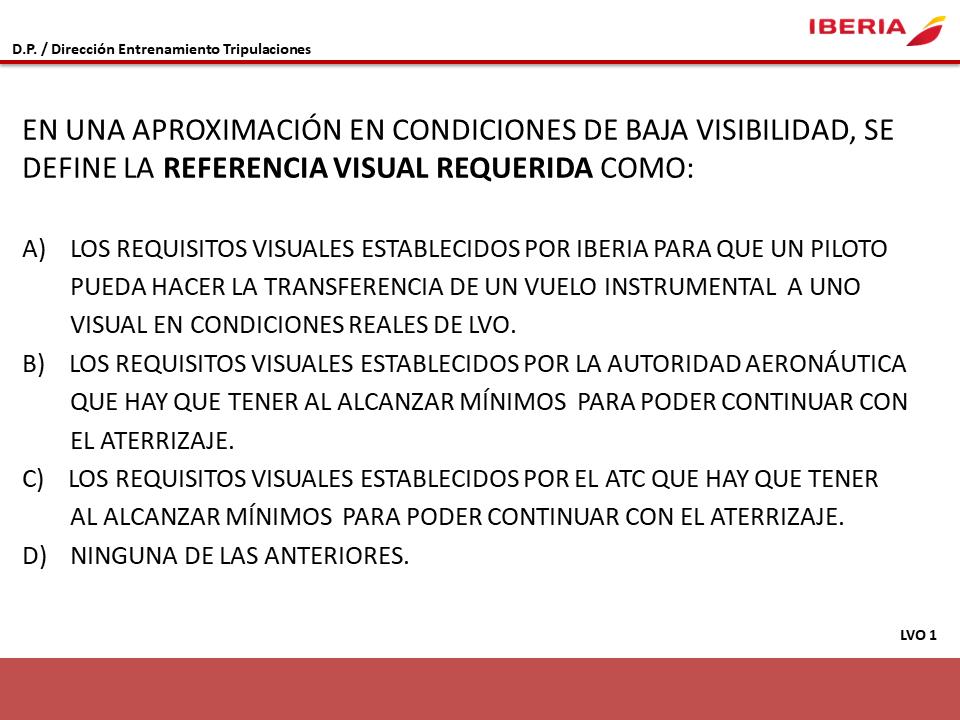 IBERIA
D.P. / Dirección Entrenamiento Tripulaciones
EN UNA APROXIMACIÓN EN CONDICIONES DE BAJA VISIBILIDAD, SE
DEFINE LA REFERENCIA VISUAL REQUERIDA COMO:
A) LOS REQUISITOS VISUALES ESTABLECIDOS POR IBERIA PARA QUE UN PILOTO
PUEDA HACER LA TRANSFERENCIA DE UN VUELO INSTRUMENTAL A UNO
VISUAL EN CONDICIONES REALES DE LVO.
B) LOS REQUISITOS VISUALES ESTABLECIDOS POR LA AUTORIDAD AERONÁUTICA
QUE HAY QUE TENER AL ALCANZAR MÍNIMOS PARA PODER CONTINUAR CON
EL ATERRIZAJE.
C) LOS REQUISITOS VISUALES ESTABLECIDOS POR EL ATC QUE HAY QUE TENER
AL ALCANZAR MÍNIMOS PARA PODER CONTINUAR CON EL ATERRIZAJE.
D) NINGUNA DE LAS ANTERIORES.
LVO 1